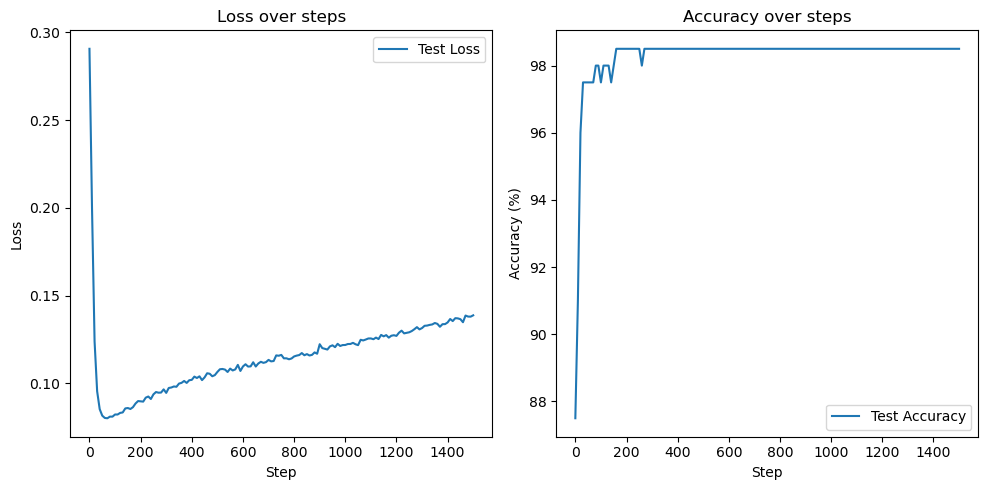 Loss over steps
0.30
0.25
0.20
0.15
0.10
Loss
0 200 400 600 800 1000 1200 1400
Step
Test Loss
Accuracy over steps
98
96
94
92
90
88
Accuracy (%)
0 200 400 600 800 1000 1200 1400
Step
Test Accuracy